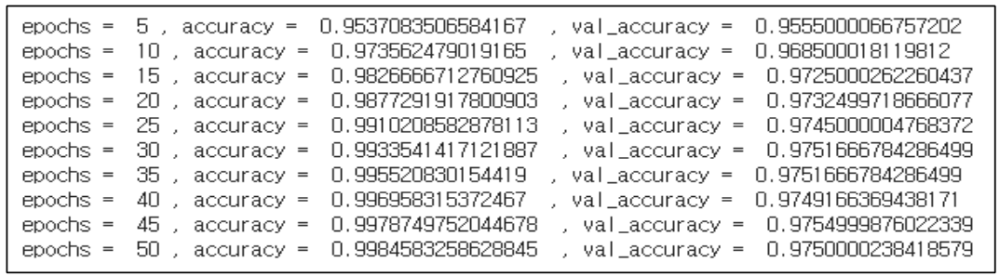 epochs = 5 , accuracy = 0.9537083506584167 , val_accuracy = 0.9555000066757202
epochs = 10 , accuracy = 0.973562479019165 , val_accuracy = 0.968500018119812
epochs = 15 , accuracy = 0.9826666712760925 , val_accuracy = 0.9725000262260437
epochs = 20 , accuracy = 0.9877291917800903 , val_accuracy = 0.9732499718666077
epochs = 25 , accuracy = 0.9910208582878113 , val_accuracy = 0.9745000004768372
epochs = 30 , accuracy = 0.9933541417121887 , val_accuracy = 0.9751666784286499
epochs = 35 , accuracy = 0.995520830154419 , val_accuracy = 0.9751666784286499
epochs = 40 , accuracy = 0.996958315372467 , val_accuracy = 0.9749166369438171
epochs = 45 , accuracy = 0.9978749752044678 , val_accuracy = 0.9754999876022339
epochs = 50 , accuracy = 0.9984583258628845 , val_accuracy = 0.9750000238418579